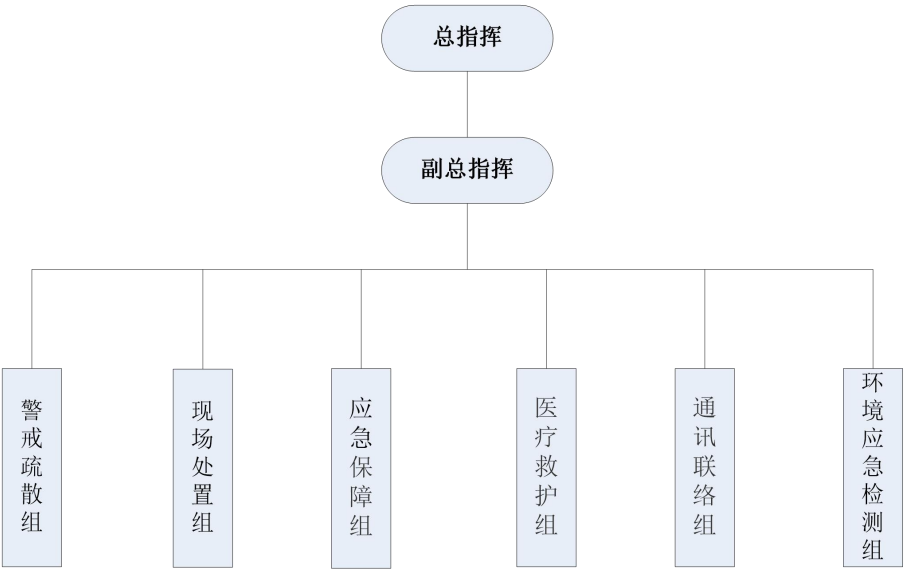 总指挥
副总指挥
警戒疏散组
现场处置组
应急保障组
医疗救护组
通讯联络组
环境应急检测组